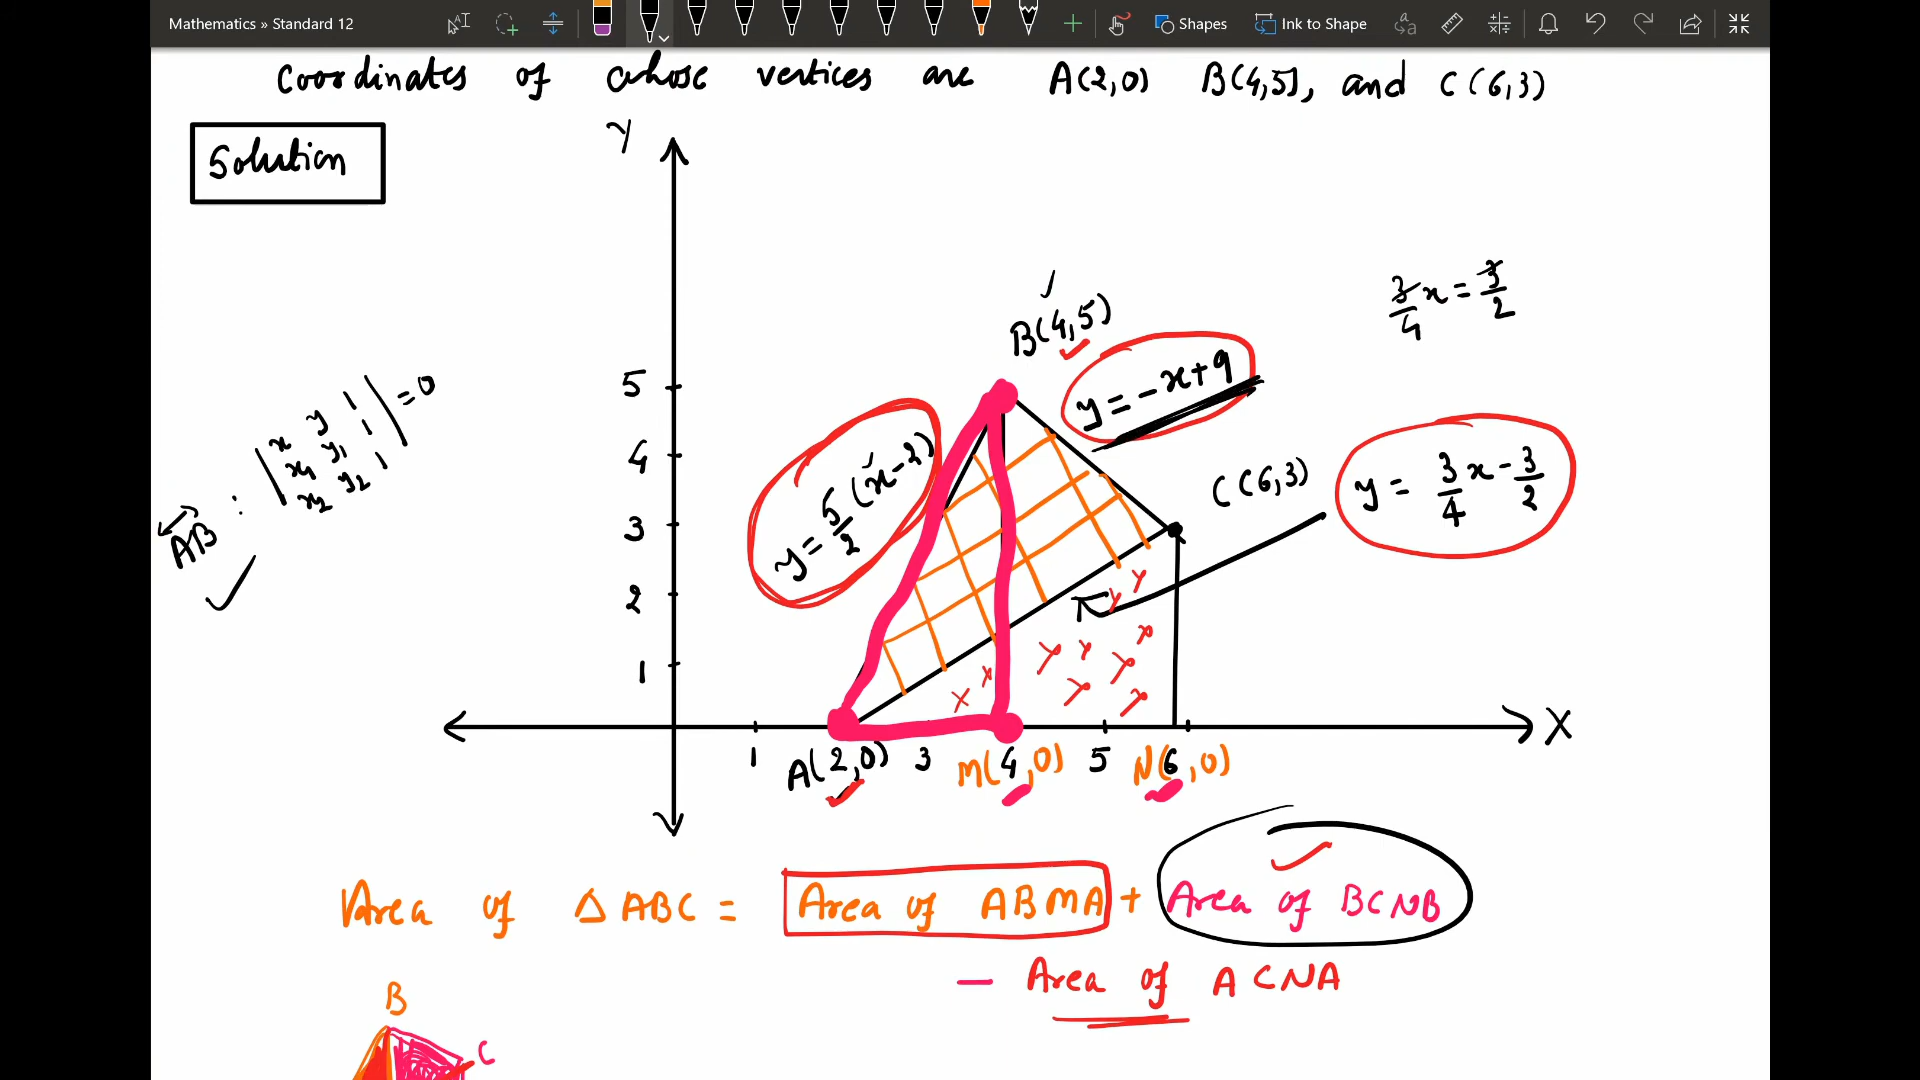 Mathematics » Standard 12
Shapes
Ink to Shape
Coordinates of whose vertices are A(2,0) B(4,5), and C(6,3)
Solution
Y
B(4,5)
3/4 x = 3/2
y = -x+9
5
y = 5/2 (x-2)
x y 1
x1 y1 1
x2 y2 1
= 0
4
C(6,3)
y = 3/4 x - 3/2
AB :
3
2
1
X
1 A(2,0) 3 M(4,0) 5 N(6,0)
Area of Δ ABC = Area of ABMA + Area of BCNB
- Area of ACNA
B
C